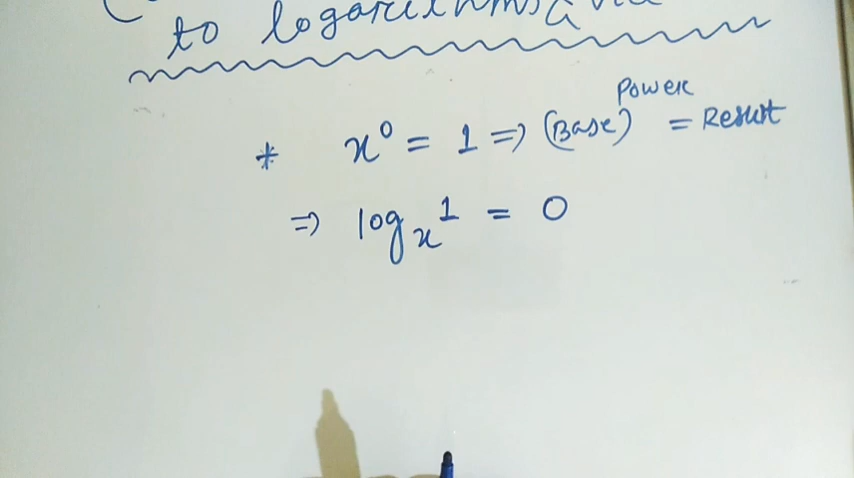 to logarithms
* x⁰ = 1 => (Base)^Power = Result
=> log_x 1 = 0